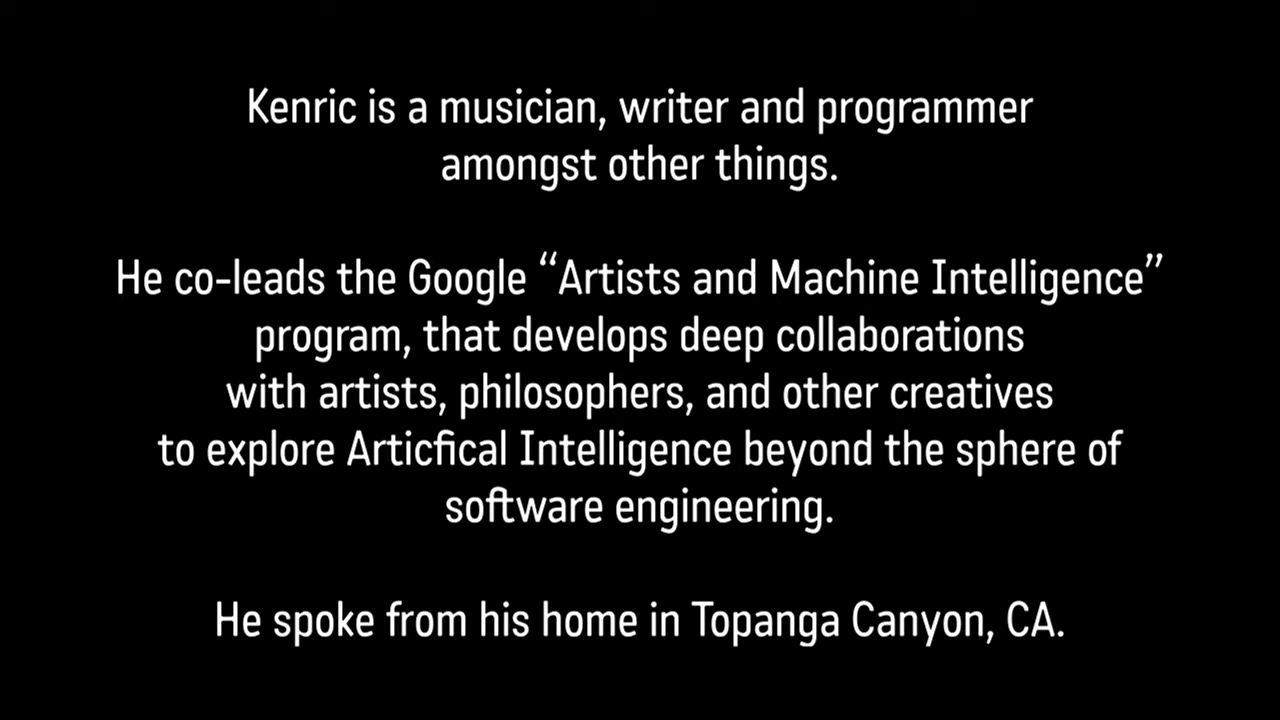 Kenric is a musician, writer and programmer
amongst other things.
He co-leads the Google “Artists and Machine Intelligence”
program, that develops deep collaborations
with artists, philosophers, and other creatives
to explore Articfical Intelligence beyond the sphere of
software engineering.
He spoke from his home in Topanga Canyon, CA.